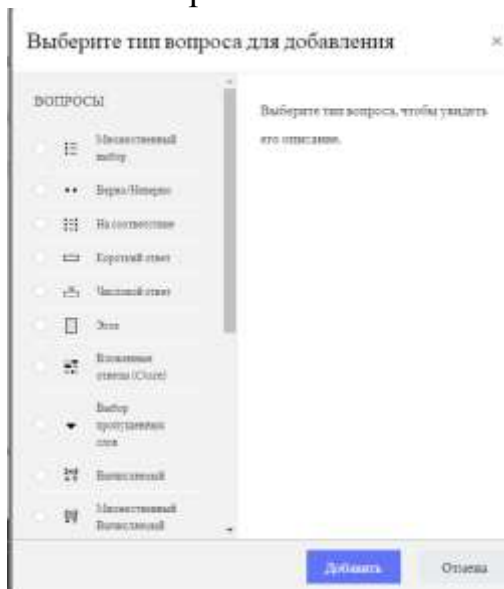 Выберите тип вопроса для добавления
×
ВОПРОСЫ
Множественный
выбор
Верно/Неверно
На соответствие
Короткий ответ
Числовой ответ
Эссе
Вложенные
ответы (Cloze)
Выбор
пропущенных
слов
Вычисляемый
Множественный
Вычисляемый
Выберите тип вопроса, чтобы увидеть
его описание.
Добавить
Отмена